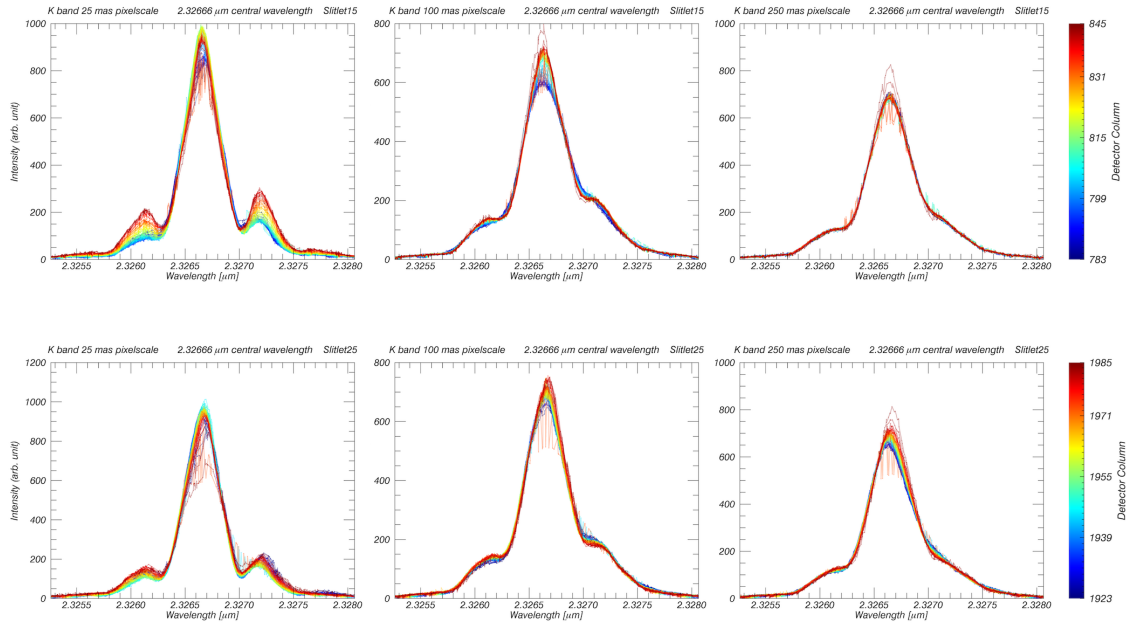 K band 25 mas pixelscale 2.32666 μm central wavelength Slitlet15
K band 100 mas pixelscale 2.32666 μm central wavelength Slitlet15
K band 250 mas pixelscale 2.32666 μm central wavelength Slitlet15
Intensity (arb. unit)
1000
800
600
400
200
0
2.3255 2.3260 2.3265 2.3270 2.3275 2.3280
Wavelength [μm]
800
600
400
200
0
2.3255 2.3260 2.3265 2.3270 2.3275 2.3280
Wavelength [μm]
1000
800
600
400
200
0
2.3255 2.3260 2.3265 2.3270 2.3275 2.3280
Wavelength [μm]
845
831
815
799
783
Detector Column
K band 25 mas pixelscale 2.32666 μm central wavelength Slitlet25
K band 100 mas pixelscale 2.32666 μm central wavelength Slitlet25
K band 250 mas pixelscale 2.32666 μm central wavelength Slitlet25
Intensity (arb. unit)
1200
1000
800
600
400
200
0
2.3255 2.3260 2.3265 2.3270 2.3275 2.3280
Wavelength [μm]
800
600
400
200
0
2.3255 2.3260 2.3265 2.3270 2.3275 2.3280
Wavelength [μm]
1000
800
600
400
200
0
2.3255 2.3260 2.3265 2.3270 2.3275 2.3280
Wavelength [μm]
1985
1971
1955
1939
1923
Detector Column